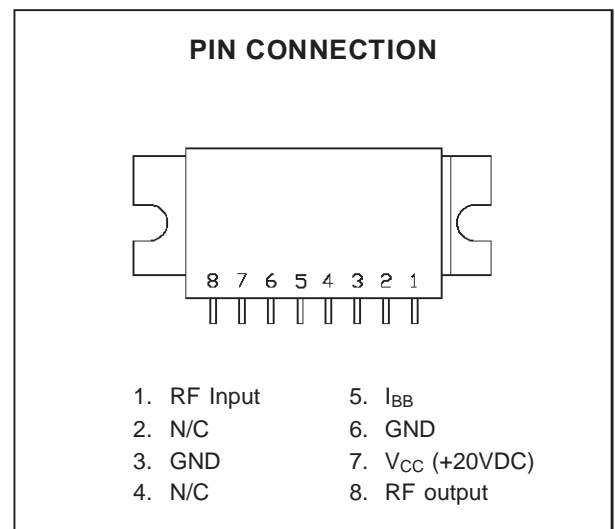 PIN CONNECTION
8 7 6 5 4 3 2 1
1. RF Input
2. N/C
3. GND
4. N/C
5. IBB
6. GND
7. VCC (+20VDC)
8. RF output